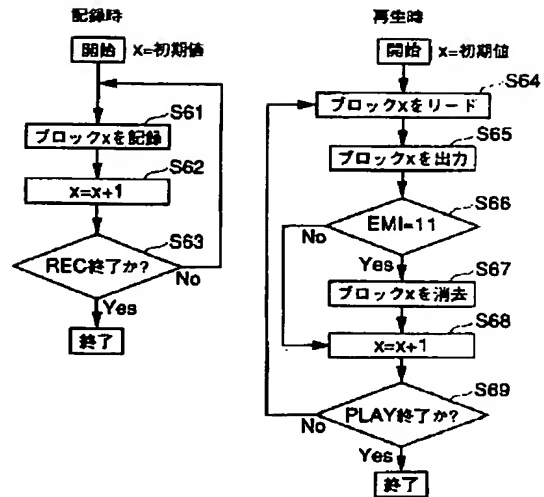 記録時
開始 x=初期値
S61
ブロックxを記録
S62
x=x+1
S63
REC終了か?
No
Yes
終了
再生時
開始 x=初期値
S64
ブロックxをリード
S65
ブロックxを出力
S66
EMI=11
No
Yes
S67
ブロックxを消去
S68
x=x+1
S69
PLAY終了か?
No
Yes
終了